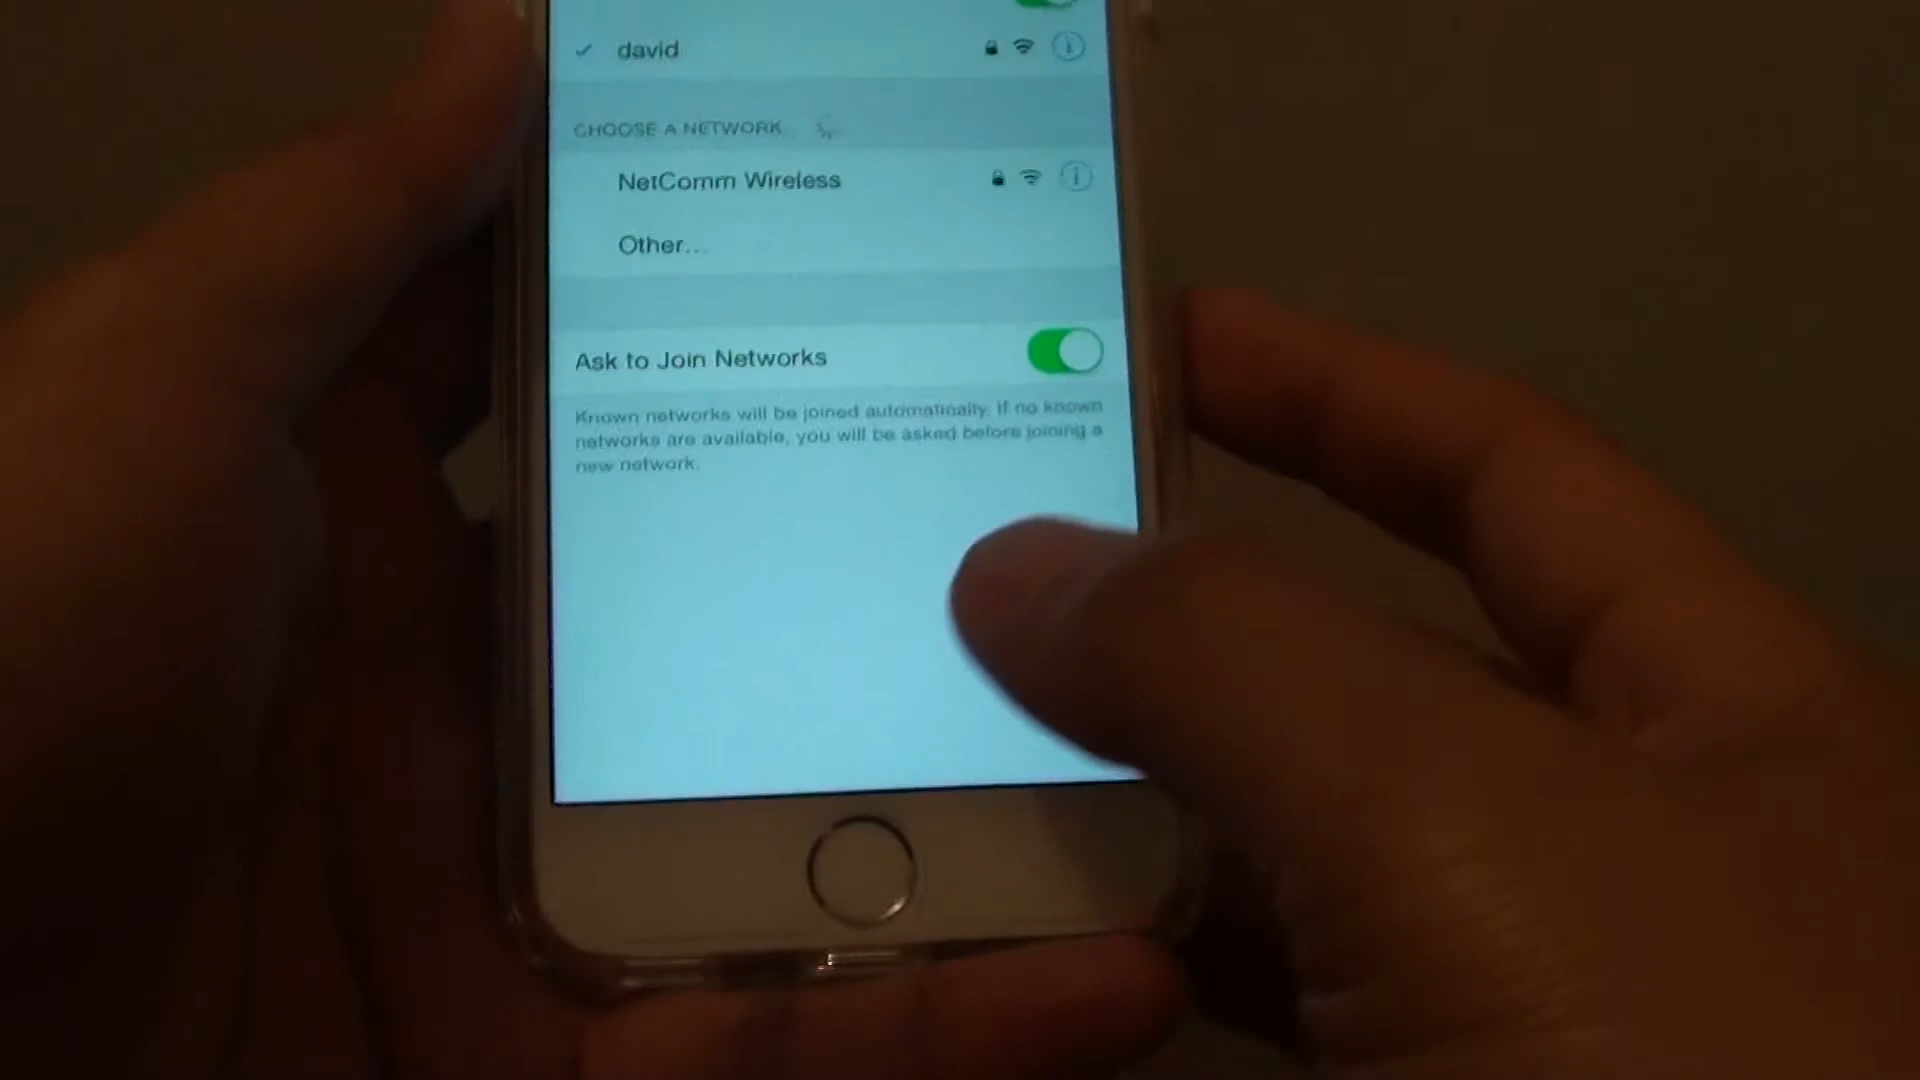 david
CHOOSE A NETWORK...
NetComm Wireless
Other...
Ask to Join Networks
Known networks will be joined automatically. If no known
networks are available, you will be asked before joining a
new network.